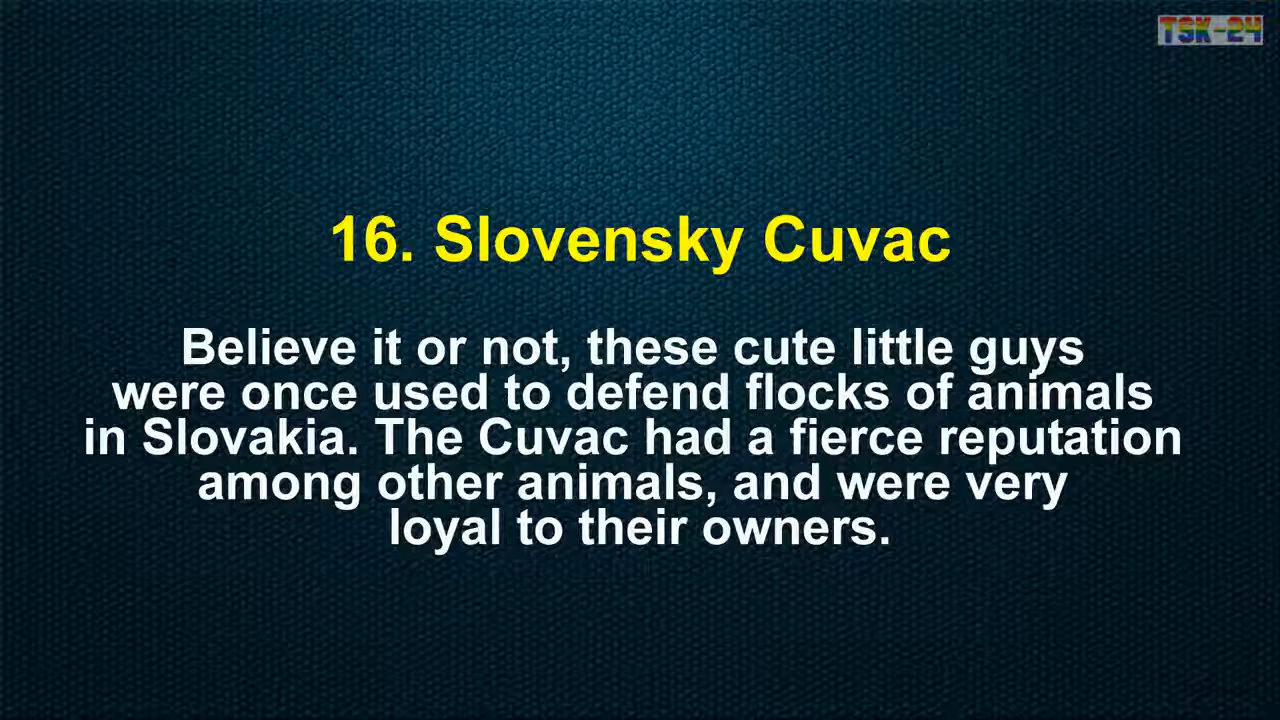 TSK-24
16. Slovensky Cuvac
Believe it or not, these cute little guys
were once used to defend flocks of animals
in Slovakia. The Cuvac had a fierce reputation
among other animals, and were very
loyal to their owners.